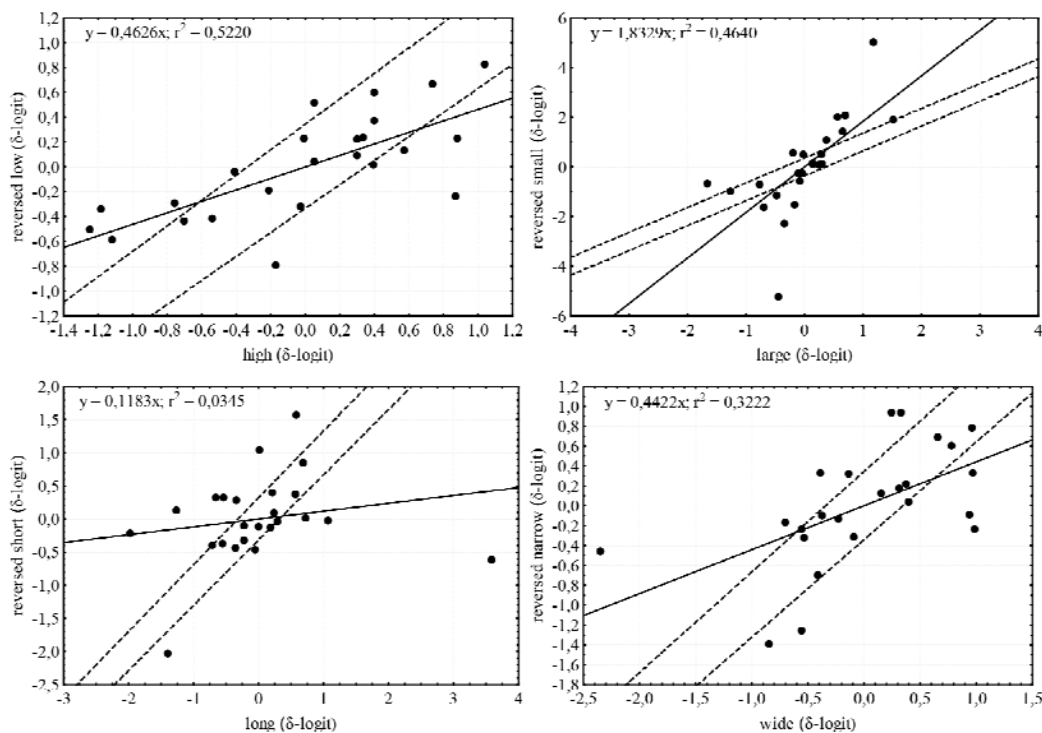 y – 0,4626x; r² – 0,5220
1,2
1,0
0,8
0,6
0,4
0,2
0,0
-0,2
-0,4
-0,6
-0,8
-1,0
-1,2
reversed low (δ-logit)
-1,4 -1,2 -1,0 -0,8 -0,6 -0,4 -0,2 0,0 0,2 0,4 0,6 0,8 1,0 1,2
high (δ-logit)
y – 1,8329x; r² – 0,4640
6
4
2
0
-2
-4
-6
reversed small (δ-logit)
-4 -3 -2 -1 0 1 2 3 4
large (δ-logit)
y – 0,1183x; r² – 0,0345
2,0
1,5
1,0
0,5
0,0
-0,5
-1,0
-1,5
-2,0
-2,5
reversed short (δ-logit)
-3 -2 -1 0 1 2 3 4
long (δ-logit)
y – 0,4422x; r² – 0,3222
1,2
1,0
0,8
0,6
0,4
0,2
0,0
-0,2
-0,4
-0,6
-0,8
-1,0
-1,2
-1,4
-1,6
-1,8
reversed narrow (δ-logit)
-2,5 -2,0 -1,5 -1,0 -0,5 0,0 0,5 1,0 1,5
wide (δ-logit)